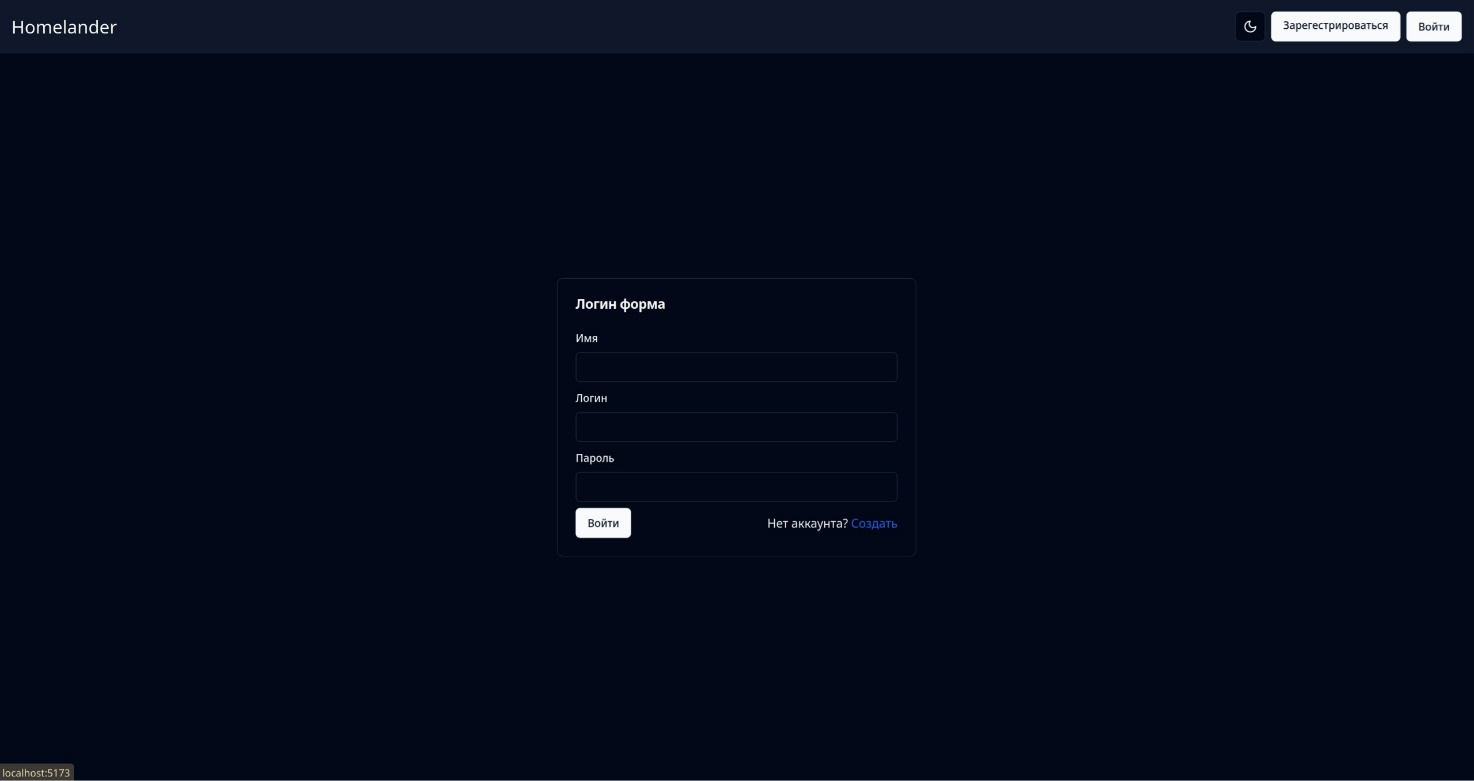 Homelander
Зарегестрироваться
Войти
Логин форма
Имя
Логин
Пароль
Войти
Нет аккаунта? Создать
localhost:5173